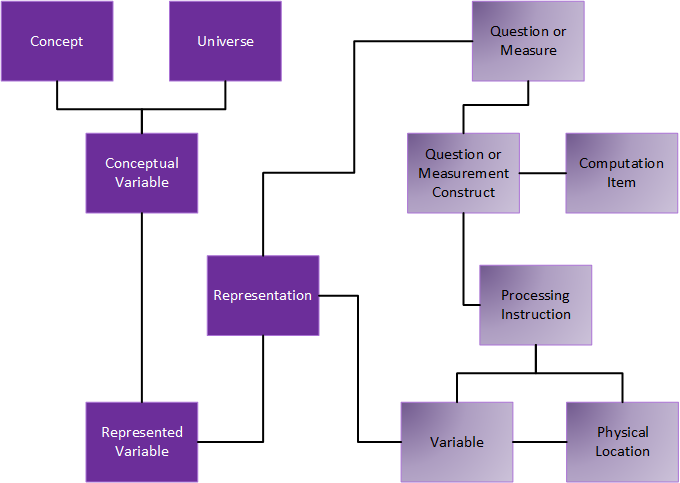 Concept
Universe
Question or
Measure
Conceptual
Variable
Question or
Measurement
Construct
Computation
Item
Representation
Processing
Instruction
Represented
Variable
Variable
Physical
Location